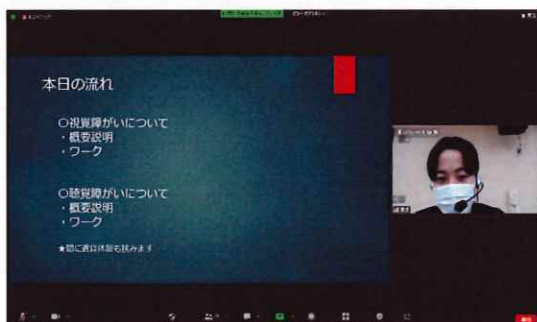 本日の流れ
〇視覚障がいについて
・概要説明
・ワーク
〇聴覚障がいについて
・概要説明
・ワーク
★間に適宜休憩も挟みます